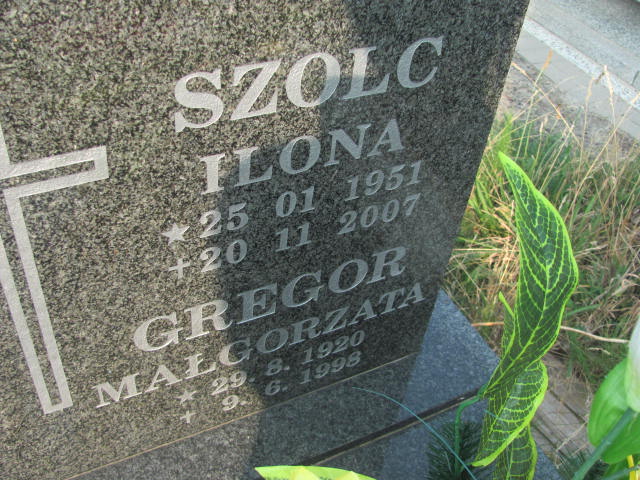 SZOLC
ILONA
★ 25 01 1951
+ 20 11 2007
GREGOR
MAŁGORZATA
★ 29. 8. 1920
+ 9. 6. 1998